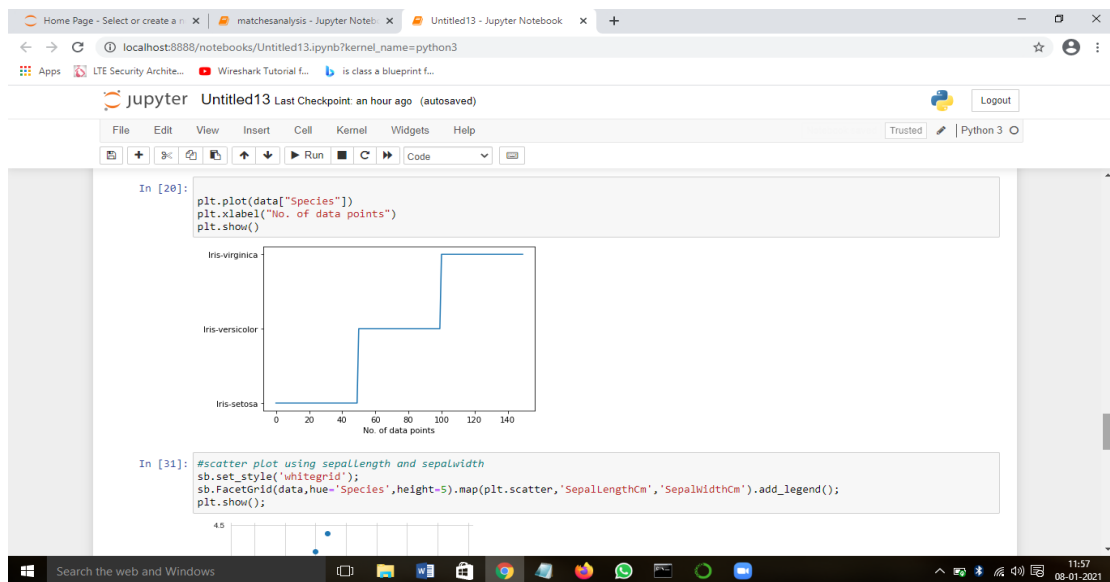 Home Page - Select or create a n
matchesanalysis - Jupyter Noteb
Untitled13 - Jupyter Notebook
localhost:8888/notebooks/Untitled13.ipynb?kernel_name=python3
Apps
LTE Security Archite...
Wireshark Tutorial f...
is class a blueprint f...
jupyter Untitled13 Last Checkpoint: an hour ago (autosaved)
Logout
File Edit View Insert Cell Kernel Widgets Help
Trusted
Python 3
Run
Code
In [20]:
plt.plot(data["Species"])
plt.xlabel("No. of data points")
plt.show()
Iris-virginica
Iris-versicolor
Iris-setosa
0 20 40 60 80 100 120 140
No. of data points
In [31]: #scatter plot using sepallength and sepalwidth
sb.set_style('whitegrid');
sb.FacetGrid(data,hue='Species',height=5).map(plt.scatter,'SepalLengthCm','SepalWidthCm').add_legend();
plt.show();
4.5
Search the web and Windows
11:57
08-01-2021